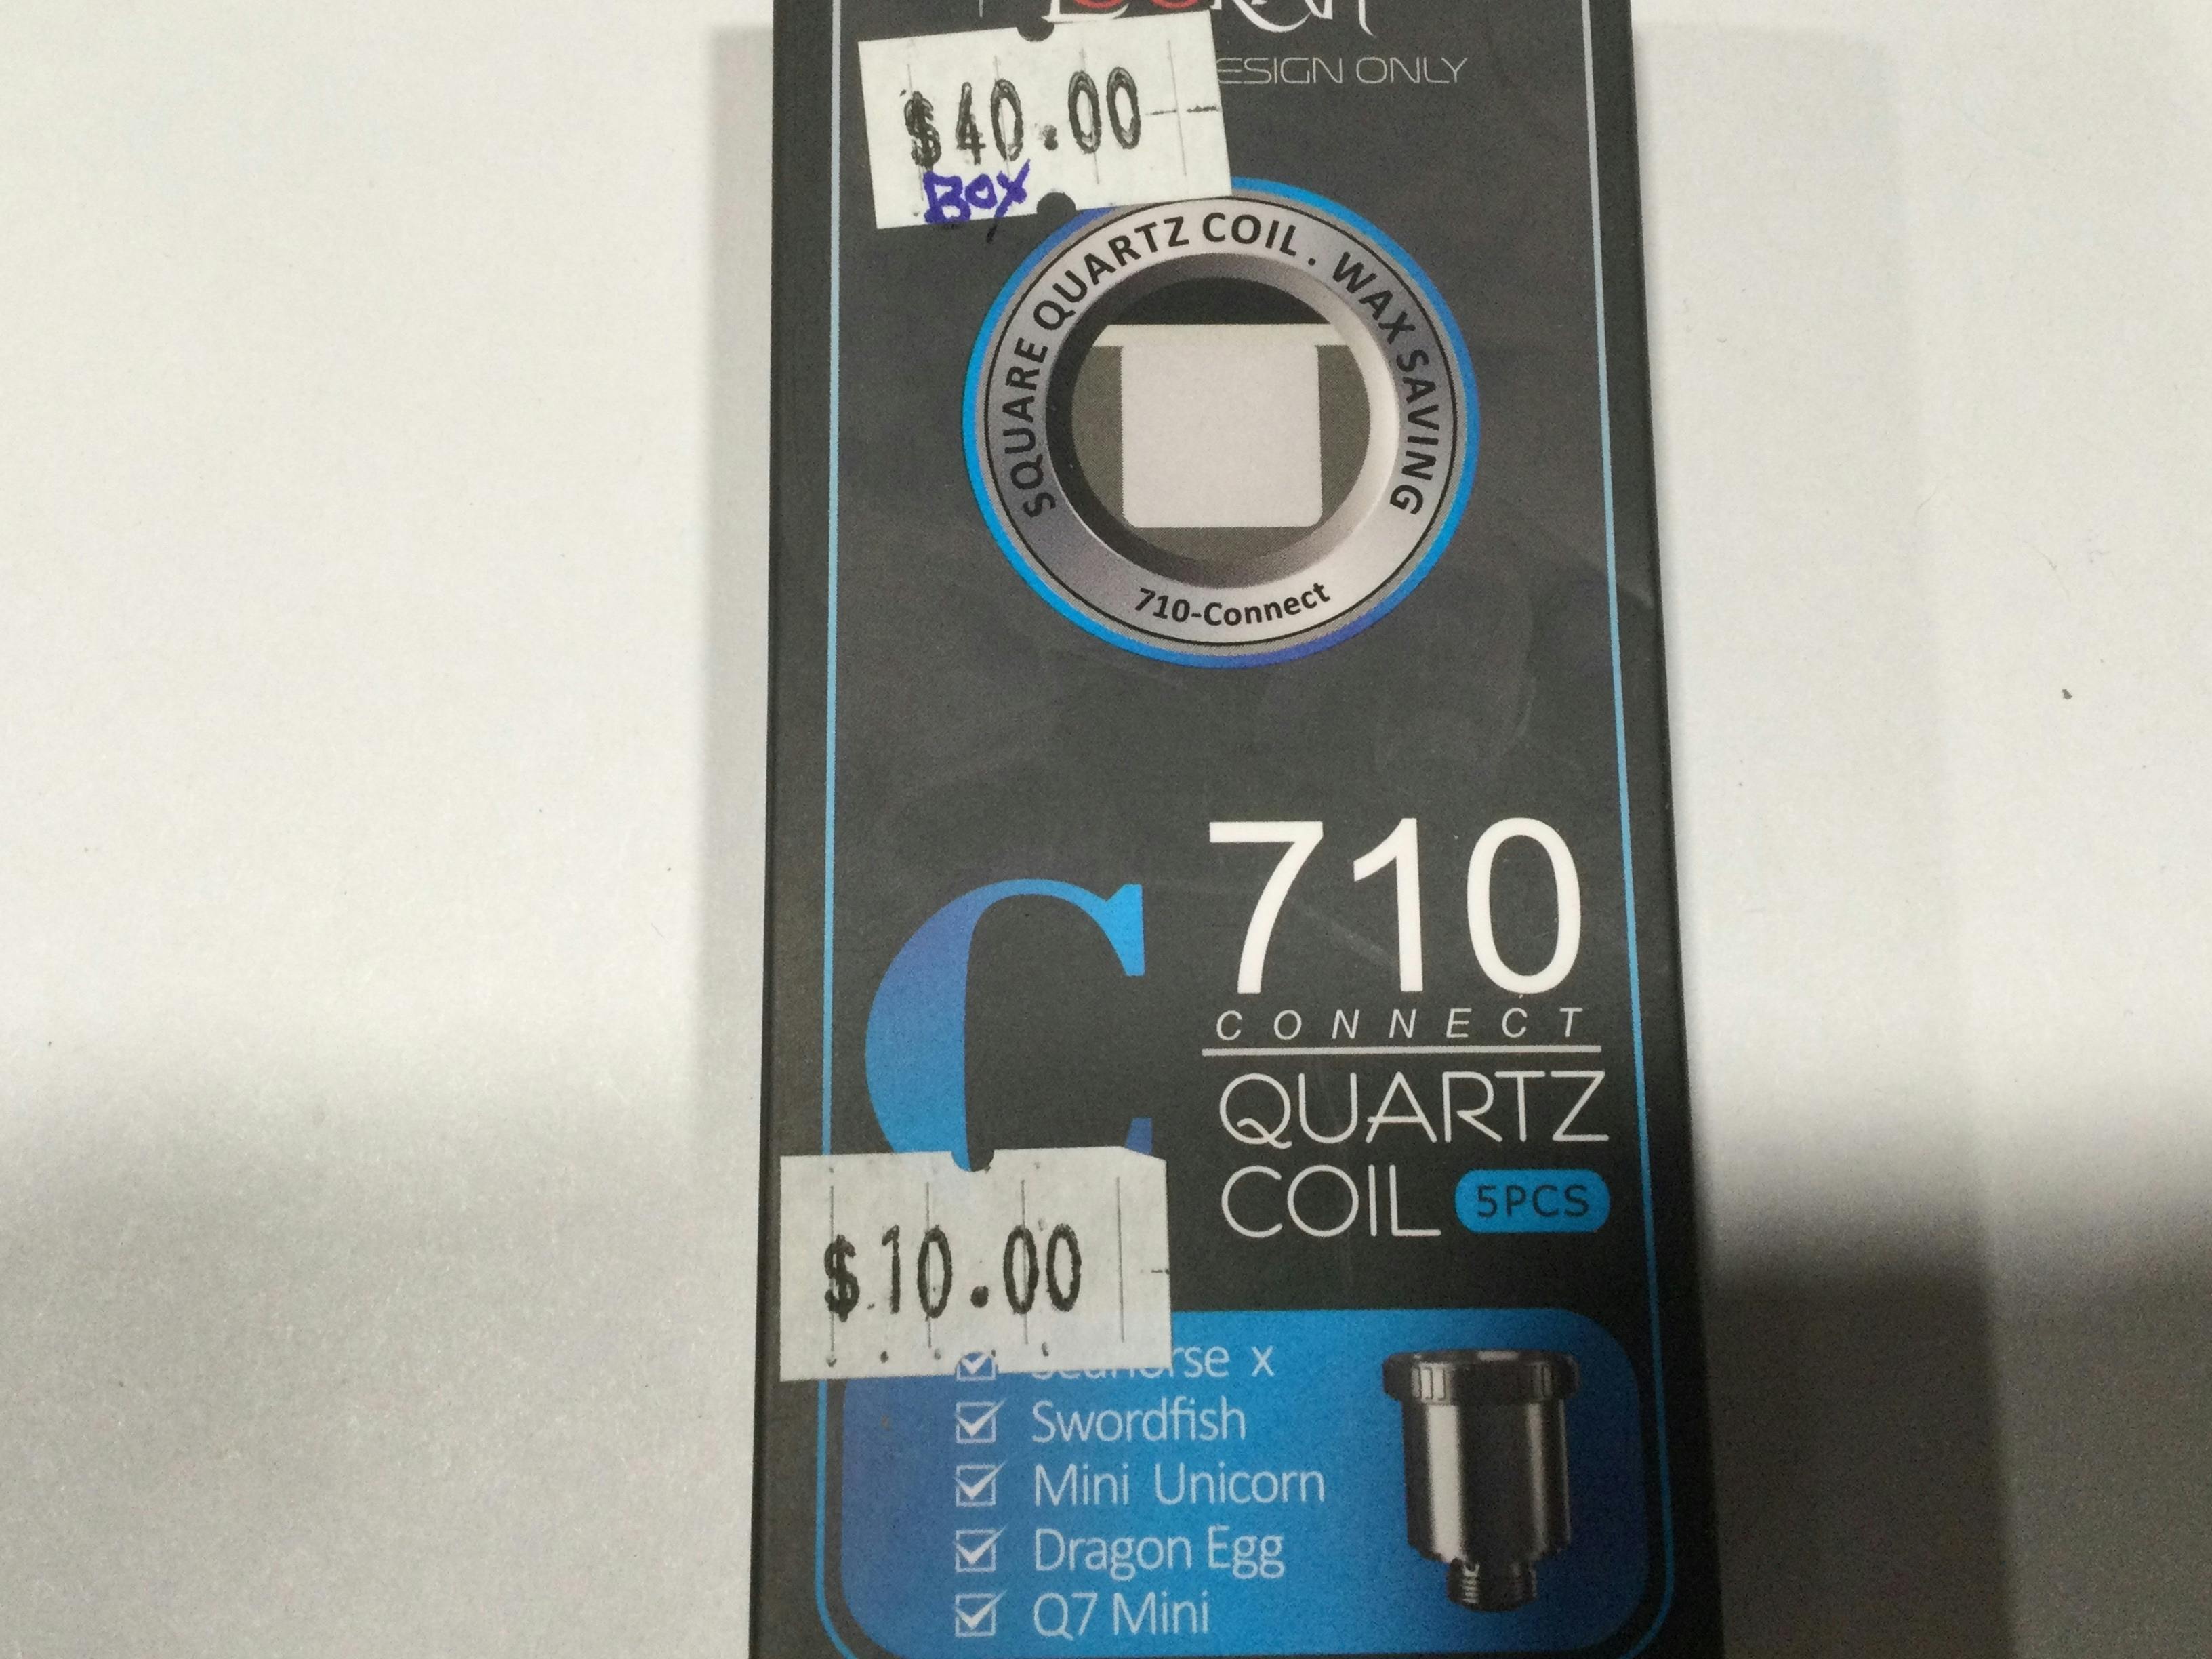 ESIGN ONLY
$40.00
BOX
SQUARE QUARTZ COIL . WAX SAVING
710-Connect
710
CONNECT
QUARTZ
COIL 5PCS
C
$10.00
Swordfish
Mini Unicorn
Dragon Egg
Q7 Mini